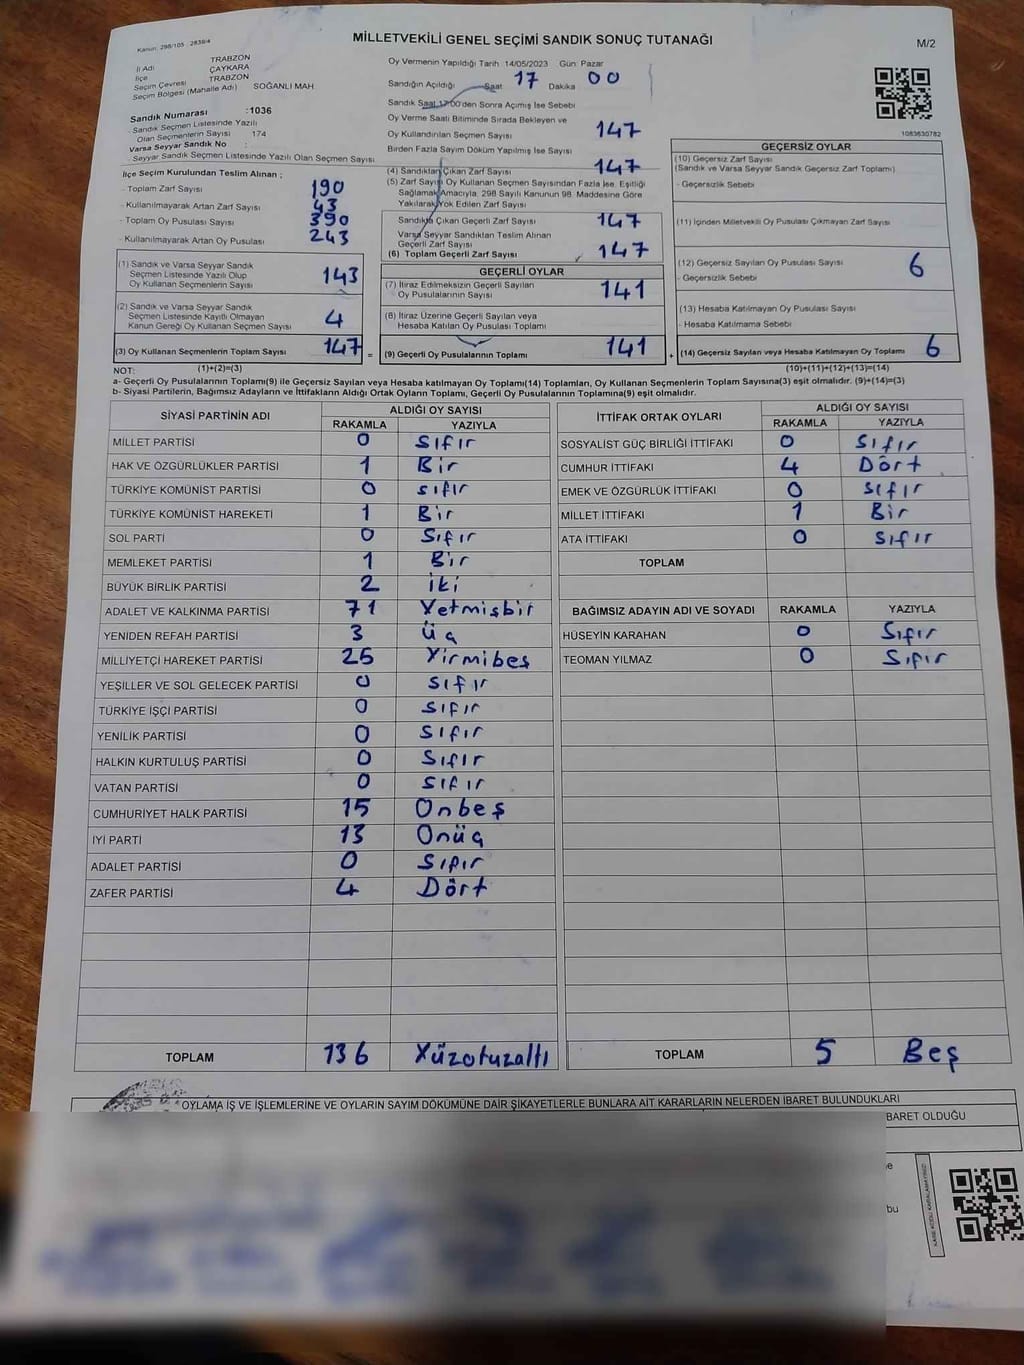 Kanun: 298/105 : 2839/4
MİLLETVEKİLİ GENEL SEÇİMİ SANDIK SONUÇ TUTANAĞI
M/2
İl Adı TRABZON
İlçe ÇAYKARA
Seçim Çevresi TRABZON
Seçim Bölgesi (Mahalle Adı) SOĞANLI MAH
Sandık Numarası :1036
- Sandık Seçmen Listesinde Yazılı
Olan Seçmenlerin Sayısı 174
Varsa Seyyar Sandık No :
- Seyyar Sandık Seçmen Listesinde Yazılı Olan Seçmen Sayısı
Oy Vermenin Yapıldığı Tarih 14/05/2023 Gün: Pazar
Sandığın Açıldığı Saat 17 Dakika 00
Sandık Saat 17:00'den Sonra Açımış İse Sebebi
Oy Verme Saati Bitiminde Sırada Bekleyen ve
Oy Kullandırılan Seçmen Sayısı 147
Birden Fazla Sayım Döküm Yapılmış İse Sayısı
1083630782
İlçe Seçim Kurulundan Teslim Alınan ;
- Toplam Zarf Sayısı 190
- Kullanılmayarak Artan Zarf Sayısı 43
- Toplam Oy Pusulası Sayısı 390
- Kullanılmayarak Artan Oy Pusulası 243
(1) Sandık ve Varsa Seyyar Sandık
Seçmen Listesinde Yazılı Olup
Oy Kullanan Seçmenlerin Sayısı 143
(2) Sandık ve Varsa Seyyar Sandık
Seçmen Listesinde Kayıtlı Olmayan
Kanun Gereği Oy Kullanan Seçmen Sayısı 4
(3) Oy Kullanan Seçmenlerin Toplam Sayısı 147 =
(4) Sandıktan Çıkan Zarf Sayısı 147
(5) Zarf Sayısı Oy Kullanan Seçmen Sayısından Fazla İse, Eşitliği
Sağlamak Amacıyla, 298 Sayılı Kanunun 98. Maddesine Göre
Yakılarak Yok Edilen Zarf Sayısı
Sandıkta Çıkan Geçerli Zarf Sayısı 147
Varsa Seyyar Sandıktan Teslim Alınan
Geçerli Zarf Sayısı
(6) Toplam Geçerli Zarf Sayısı 147
GEÇERLİ OYLAR
(7) İtiraz Edilmeksizin Geçerli Sayılan
Oy Pusulalarının Sayısı 141
(8) İtiraz Üzerine Geçerli Sayılan veya
Hesaba Katılan Oy Pusulası Toplamı
(9) Geçerli Oy Pusulalarının Toplamı 141 +
GEÇERSİZ OYLAR
(10) Geçersiz Zarf Sayısı
(Sandık ve Varsa Seyyar Sandık Geçersiz Zarf Toplamı)
- Geçersizlik Sebebi
(11) İçinden Milletvekili Oy Pusulası Çıkmayan Zarf Sayısı
(12) Geçersiz Sayılan Oy Pusulası Sayısı 6
- Geçersizlik Sebebi
(13) Hesaba Katılmayan Oy Pusulası Sayısı
- Hesaba Katılmama Sebebi
(14) Geçersiz Sayılan veya Hesaba Katılmayan Oy Toplamı 6
NOT: (1)+(2)=(3) (10)+(11)+(12)+(13)=(14)
a- Geçerli Oy Pusulalarının Toplamı(9) ile Geçersiz Sayılan veya Hesaba katılmayan Oy Toplamı(14) Toplamları, Oy Kullanan Seçmenlerin Toplam Sayısına(3) eşit olmalıdır. (9)+(14)=(3)
b- Siyasi Partilerin, Bağımsız Adayların ve İttifakların Aldığı Ortak Oyların Toplamı, Geçerli Oy Pusulalarının Toplamına(9) eşit olmalıdır.
SİYASİ PARTİNİN ADI ALDIĞI OY SAYISI
RAKAMLA YAZIYLA
MİLLET PARTİSİ 0 Sıfır
HAK VE ÖZGÜRLÜKLER PARTİSİ 1 Bir
TÜRKİYE KOMÜNİST PARTİSİ 0 sıfır
TÜRKİYE KOMÜNİST HAREKETİ 1 Bir
SOL PARTİ 0 Sıfır
MEMLEKET PARTİSİ 1 Bir
BÜYÜK BİRLİK PARTİSİ 2 İki
ADALET VE KALKINMA PARTİSİ 71 Yetmişbir
YENİDEN REFAH PARTİSİ 3 Üç
MİLLİYETÇİ HAREKET PARTİSİ 25 Yirmibeş
YEŞİLLER VE SOL GELECEK PARTİSİ 0 sıfır
TÜRKİYE İŞÇİ PARTİSİ 0 Sıfır
YENİLİK PARTİSİ 0 Sıfır
HALKIN KURTULUŞ PARTİSİ 0 Sıfır
VATAN PARTİSİ 0 Sıfır
CUMHURİYET HALK PARTİSİ 15 Onbeş
İYİ PARTİ 13 Onüç
ADALET PARTİSİ 0 Sıfır
ZAFER PARTİSİ 4 Dört
TOPLAM 136 Yüzotuzaltı
İTTİFAK ORTAK OYLARI ALDIĞI OY SAYISI
RAKAMLA YAZIYLA
SOSYALİST GÜÇ BİRLİĞİ İTTİFAKI 0 Sıfır
CUMHUR İTTİFAKI 4 Dört
EMEK VE ÖZGÜRLÜK İTTİFAKI 0 sıfır
MİLLET İTTİFAKI 1 Bir
ATA İTTİFAKI 0 sıfır
TOPLAM
BAĞIMSIZ ADAYIN ADI VE SOYADI RAKAMLA YAZIYLA
HÜSEYİN KARAHAN 0 Sıfır
TEOMAN YILMAZ 0 Sıfır
TOPLAM 5 Beş
OYLAMA İŞ VE İŞLEMLERİNE VE OYLARIN SAYIM DÖKÜMÜNE DAİR ŞİKAYETLERLE BUNLARA AİT KARARLARIN NELERDEN İBARET BULUNDUKLARI
BARET OLDUĞU